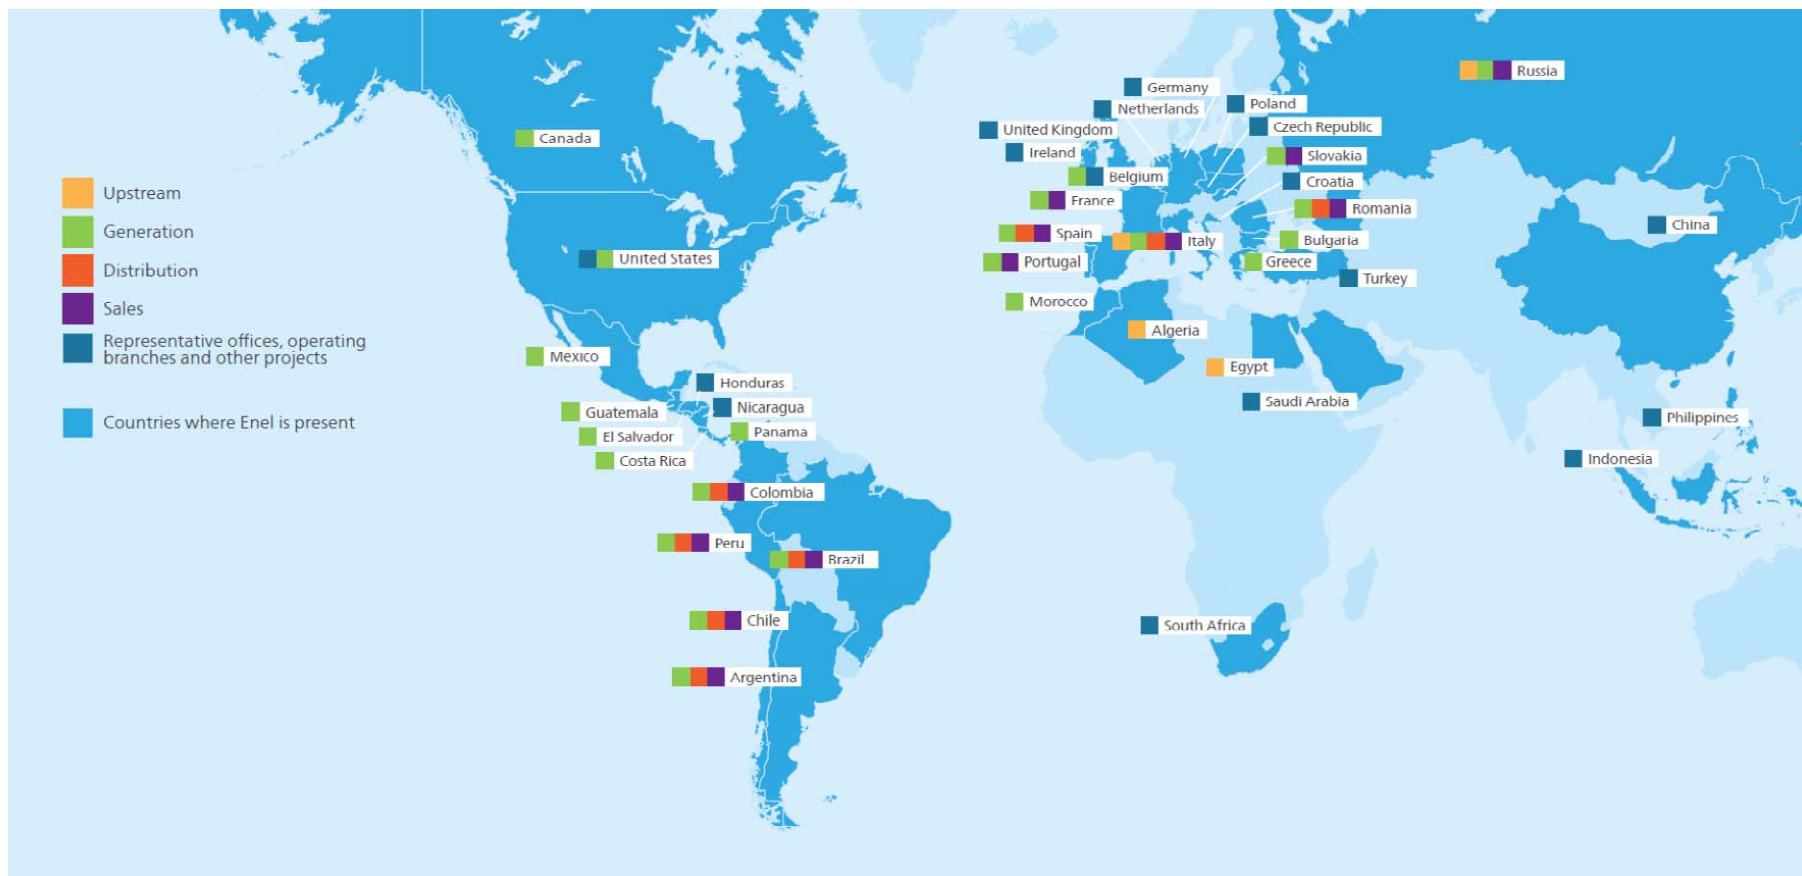 Upstream
Generation
Distribution
Sales
Representative offices, operating
branches and other projects
Countries where Enel is present
Canada
United States
Mexico
Honduras
Guatemala
Nicaragua
El Salvador
Panama
Costa Rica
Colombia
Peru
Brazil
Chile
Argentina
Russia
Germany
Netherlands
Poland
United Kingdom
Czech Republic
Ireland
Slovakia
Belgium
Croatia
France
Romania
Spain
Italy
Bulgaria
Portugal
Greece
Turkey
Morocco
Algeria
Egypt
Saudi Arabia
China
Philippines
Indonesia
South Africa